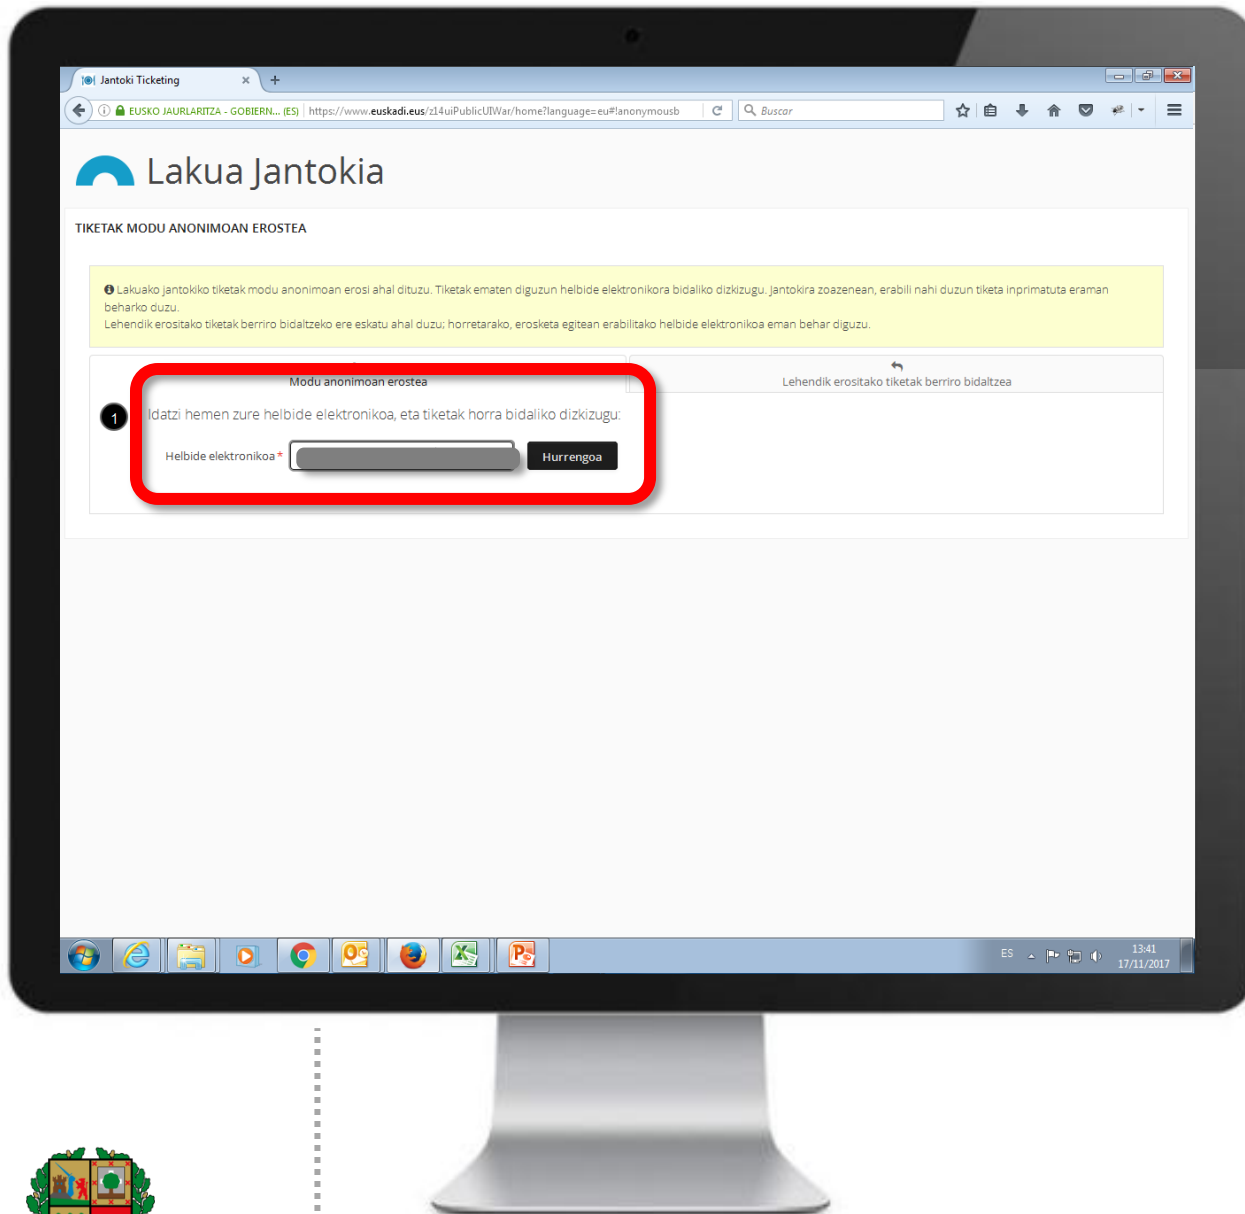 Jantoki Ticketing
EUSKO JAURLARITZA - GOBIERN... (ES) https://www.euskadi.eus/z14uiPublicUIWar/home?language=eu#!anonymousb
Buscar
Lakua Jantokia
TIKETAK MODU ANONIMOAN EROSTEA
Lakuako jantokiko tiketak modu anonimoan erosi ahal dituzu. Tiketak ematen diguzun helbide elektronikora bidaliko dizkizugu. Jantokira zoazenean, erabili nahi duzun tiketa inprimatuta eraman
beharko duzu.
Lehendik erositako tiketak berriro bidaltzeko ere eskatu ahal duzu; horretarako, erosketa egitean erabilitako helbide elektronikoa eman behar diguzu.
Modu anonimoan erostea
Lehendik erositako tiketak berriro bidaltzea
1
Idatzi hemen zure helbide elektronikoa, eta tiketak horra bidaliko dizkizugu:
Helbide elektronikoa *
Hurrengoa
ES
13:41
17/11/2017